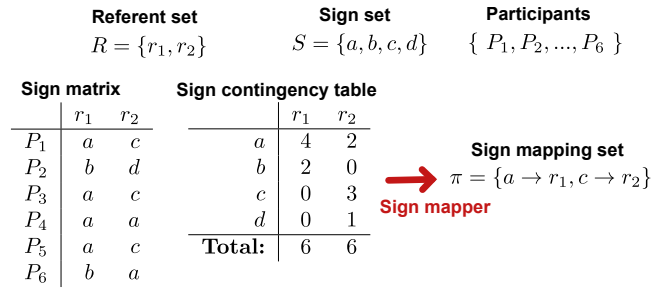 Referent set Sign set Participants
R = {r₁, r₂} S = {a, b, c, d} { P₁, P₂, ..., P₆ }
Sign matrix Sign contingency table
r₁ r₂ r₁ r₂
P₁ a c a 4 2
P₂ b d b 2 0
P₃ a c c 0 3
P₄ a a d 0 1
P₅ a c Total: 6 6
P₆ b a
Sign mapper
Sign mapping set
π = {a → r₁, c → r₂}